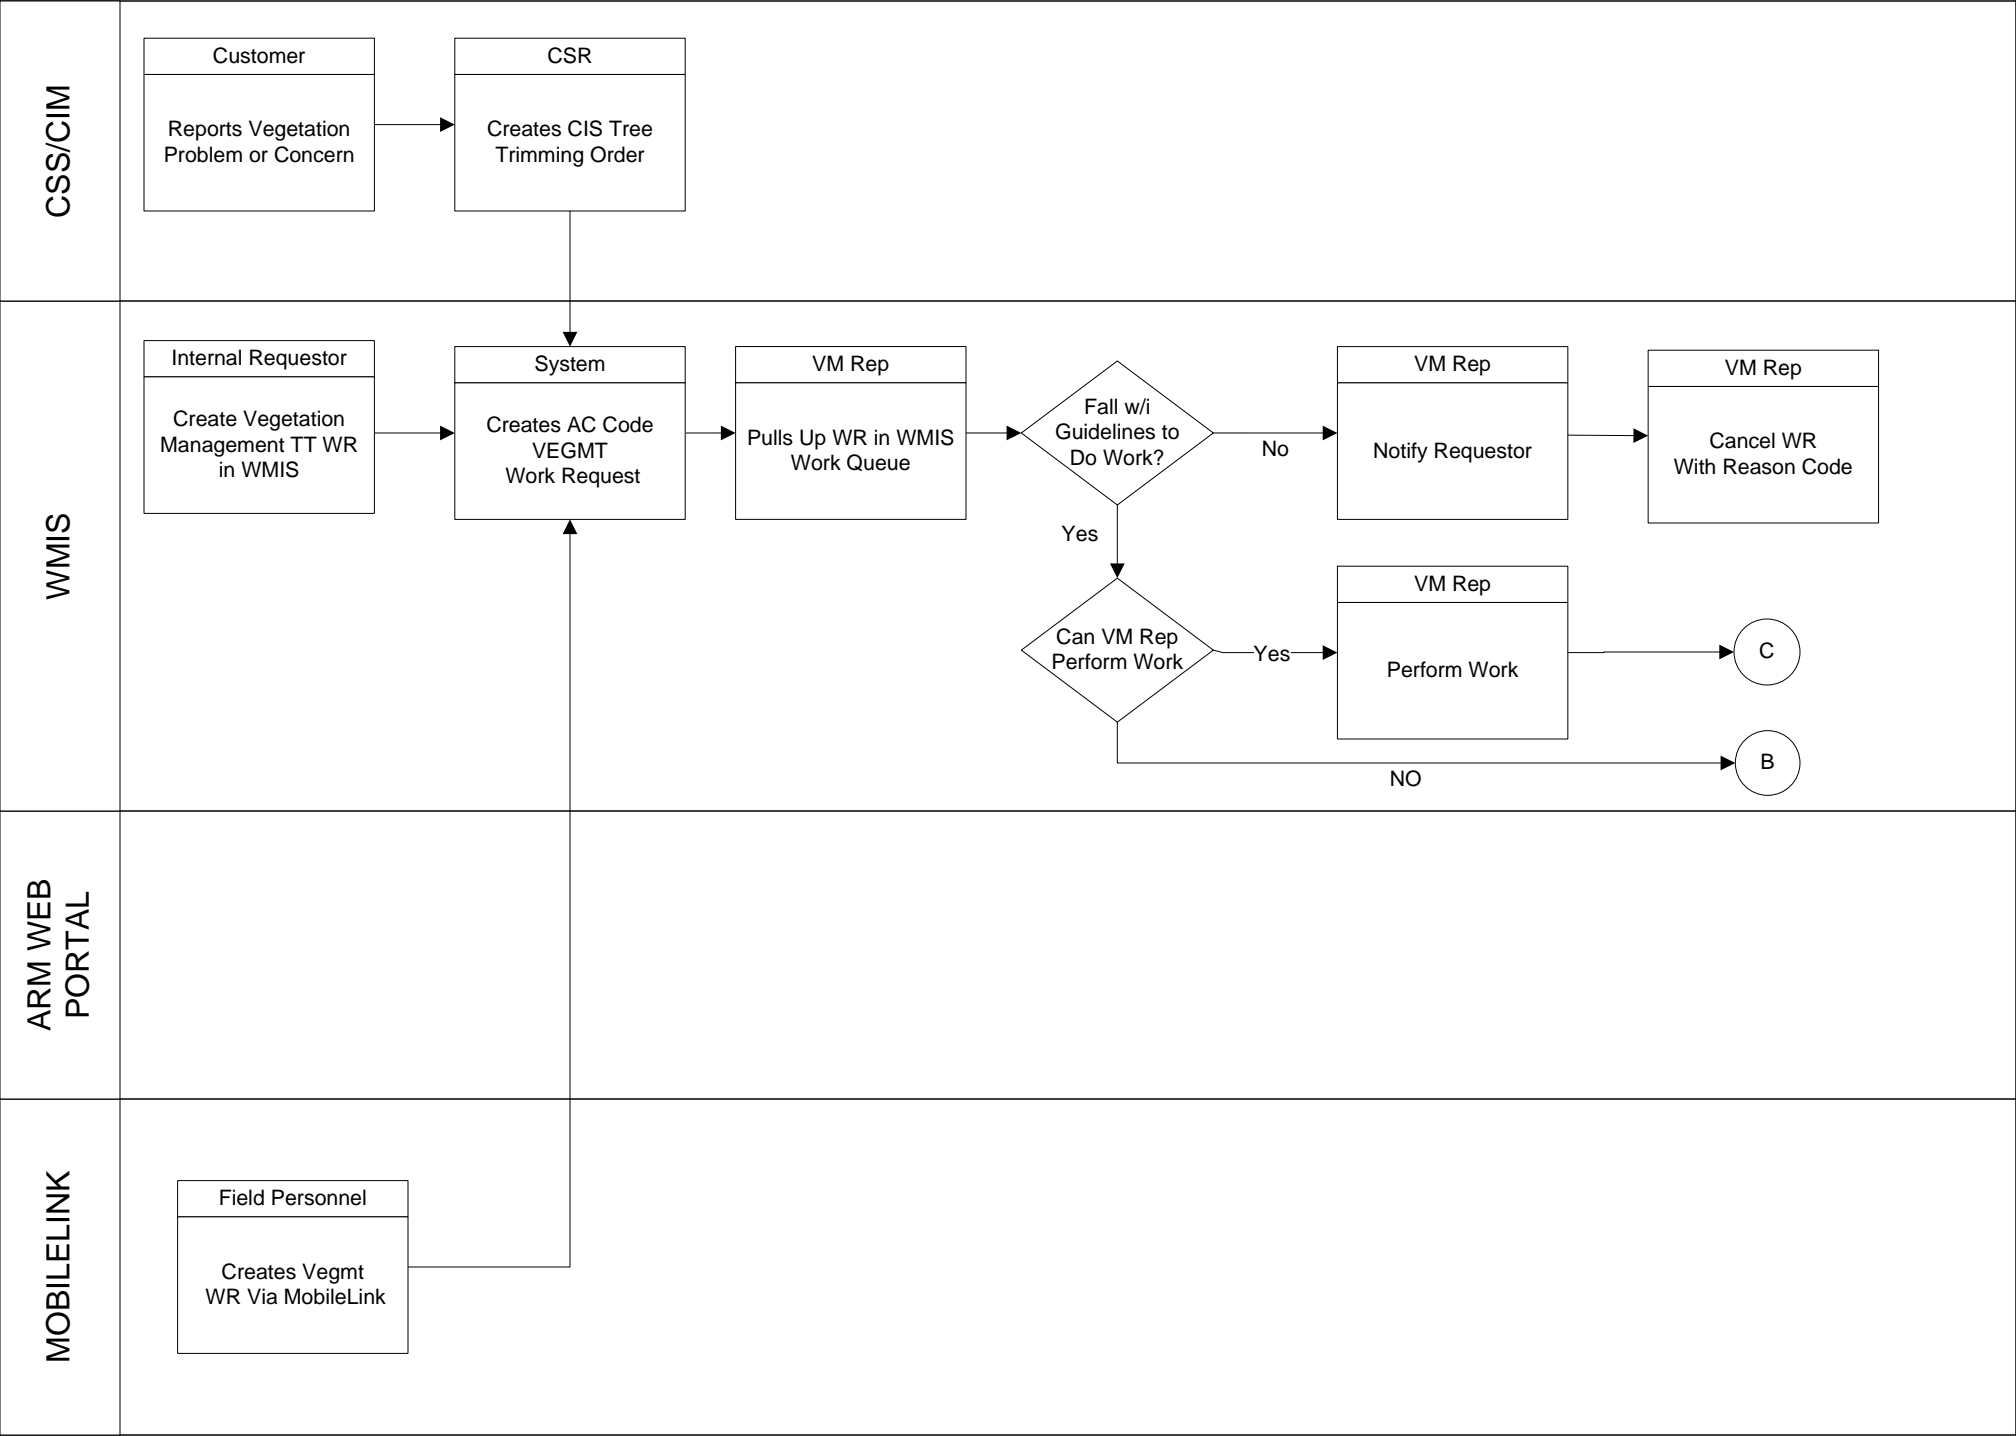 CSS/CIM
Customer
Reports Vegetation
Problem or Concern
CSR
Creates CIS Tree
Trimming Order
WMIS
Internal Requestor
Create Vegetation
Management TT WR
in WMIS
System
Creates AC Code
VEGMT
Work Request
VM Rep
Pulls Up WR in WMIS
Work Queue
Fall w/i
Guidelines to
Do Work?
No
VM Rep
Notify Requestor
VM Rep
Cancel WR
With Reason Code
Yes
Can VM Rep
Perform Work
Yes
VM Rep
Perform Work
C
NO
B
ARM WEB
PORTAL
MOBILELINK
Field Personnel
Creates Vegmt
WR Via MobileLink